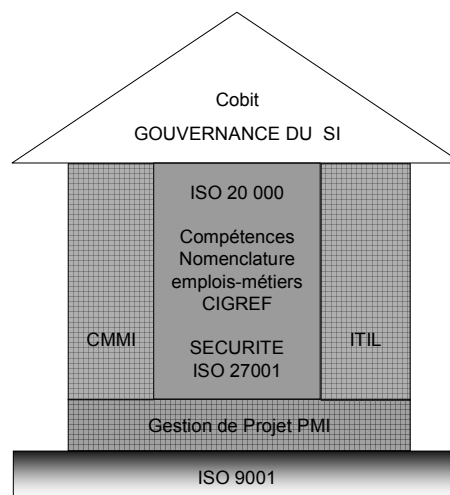 Cobit
GOUVERNANCE DU SI
ISO 20 000
Compétences
Nomenclature
emplois-métiers
CIGREF
CMMI
SECURITE
ISO 27001
ITIL
Gestion de Projet PMI
ISO 9001